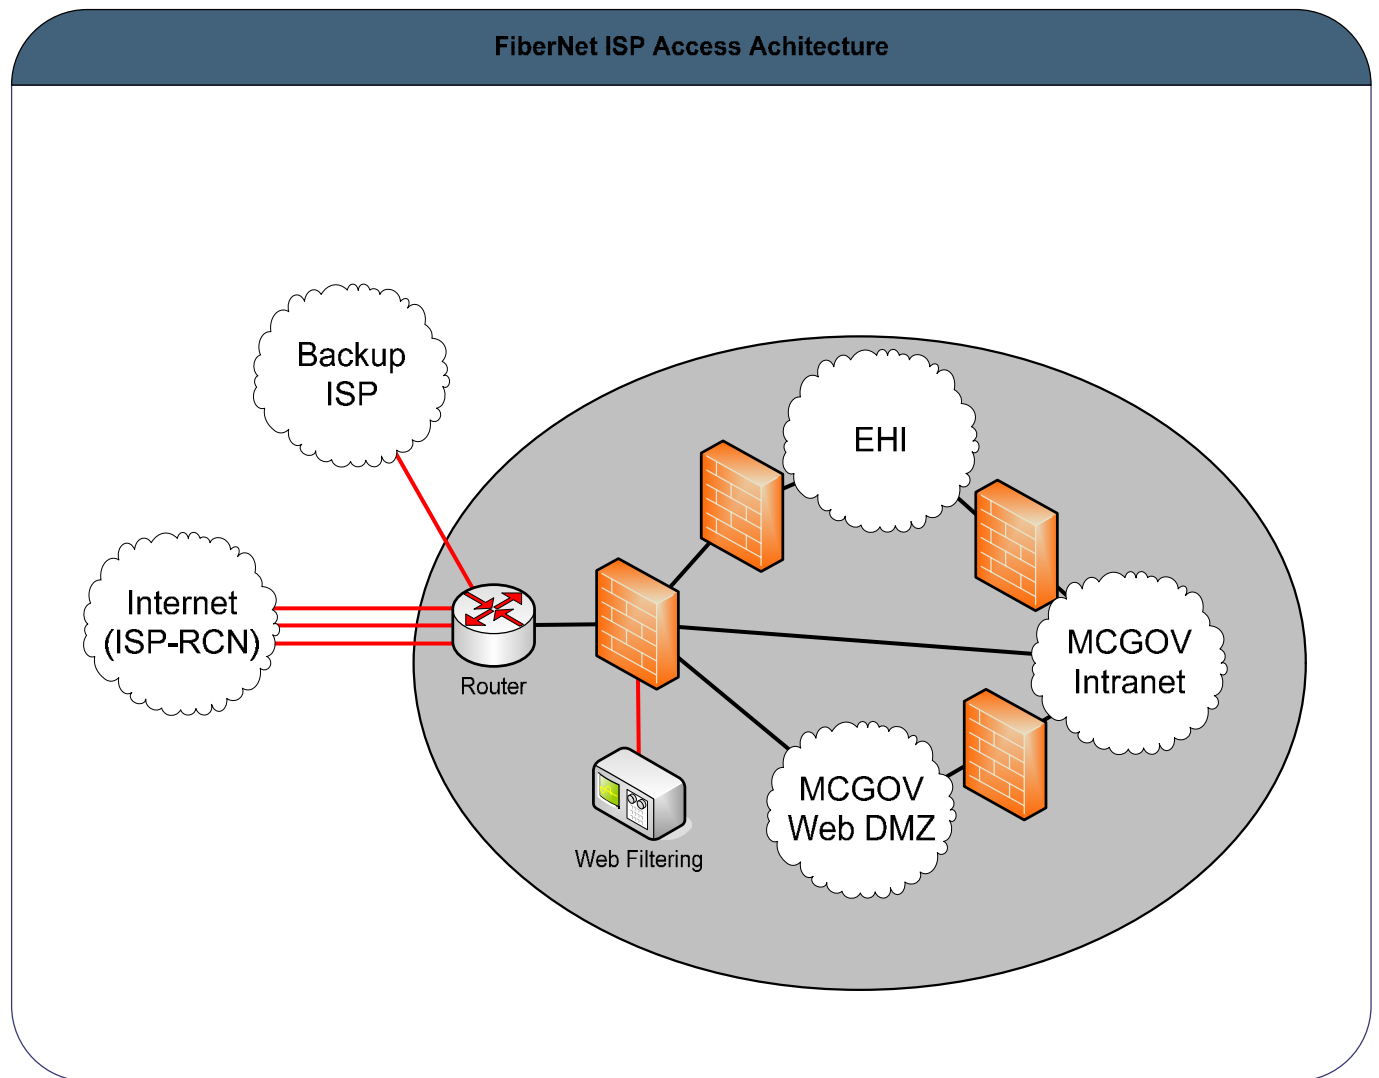 FiberNet ISP Access Achitecture
Backup
ISP
EHI
Internet
(ISP-RCN)
MCGOV
Intranet
Router
MCGOV
Web DMZ
Web Filtering